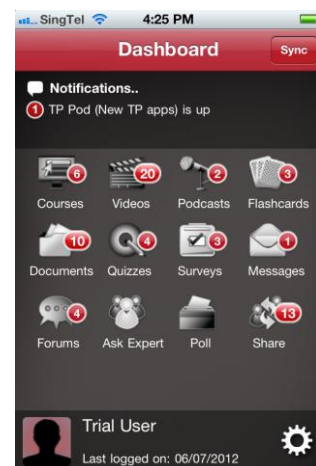 SingTel 4:25 PM
Dashboard Sync
Notifications..
1 TP Pod (New TP apps) is up
6 20 2 3
Courses Videos Podcasts Flashcards
10 4 3 1
Documents Quizzes Surveys Messages
4 13
Forums Ask Expert Poll Share
Trial User
Last logged on: 06/07/2012